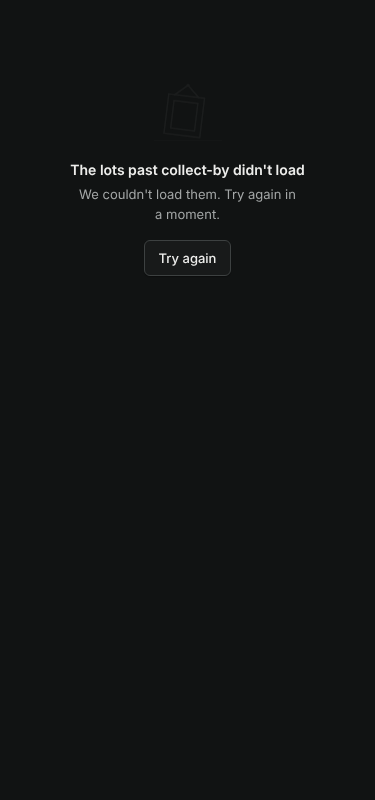 The lots past collect-by didn't load
We couldn't load them. Try again in
a moment.
Try again